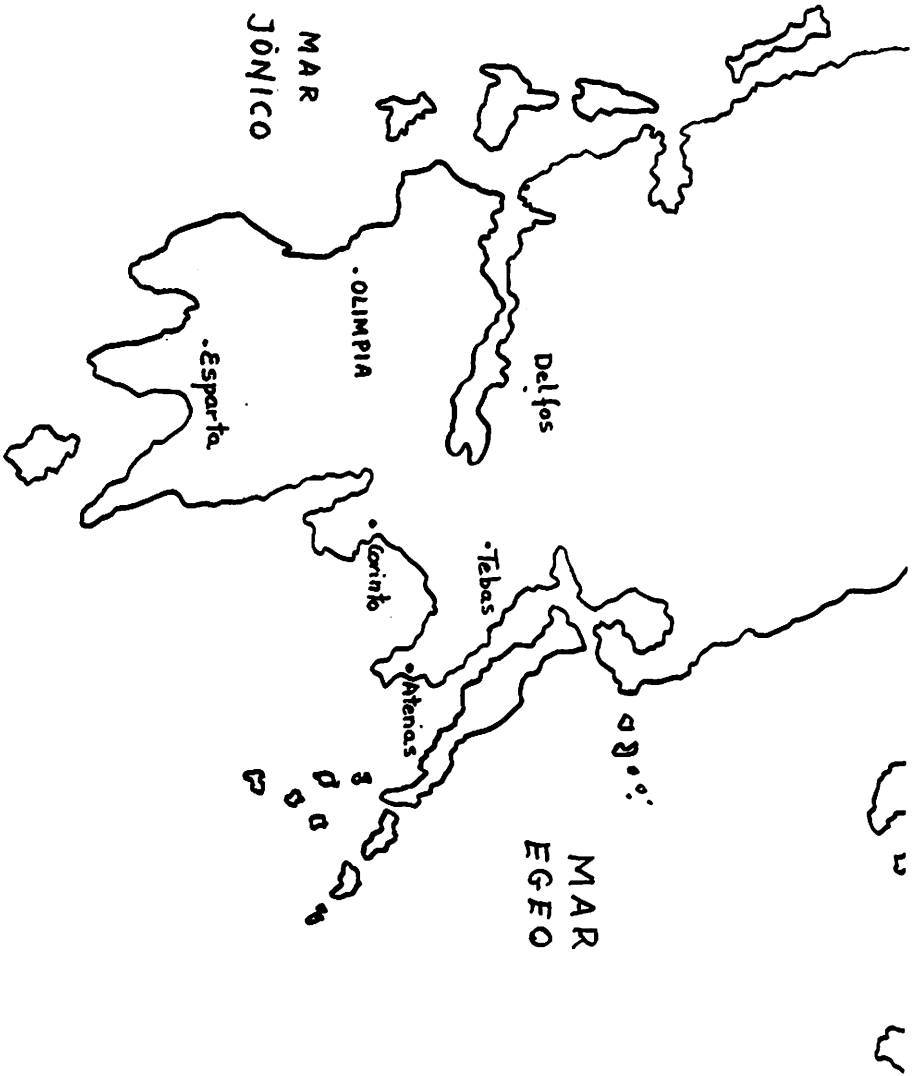 MAR
JÓNICO
Delfos
OLIMPIA
Esparta
Tebas
Corinto
Atenas
MAR
EGEO